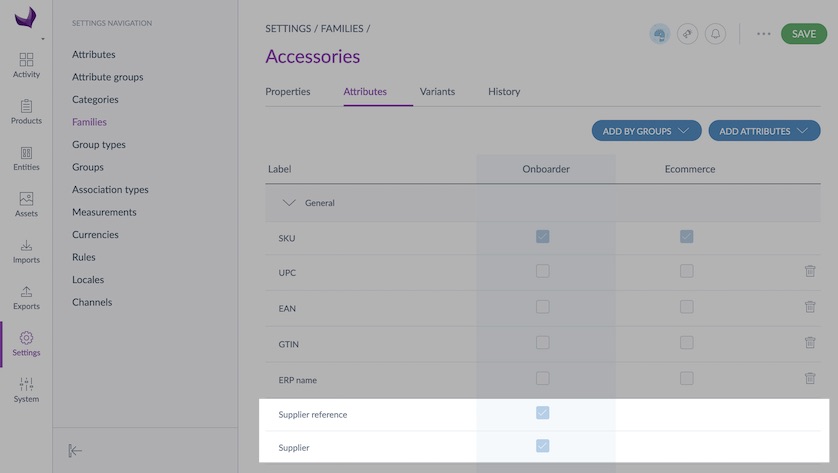 SETTINGS NAVIGATION
Attributes
Attribute groups
Categories
Families
Group types
Groups
Association types
Measurements
Currencies
Rules
Locales
Channels
Activity
Products
Entities
Assets
Imports
Exports
Settings
System
SETTINGS / FAMILIES /
SAVE
Accessories
Properties Attributes Variants History
ADD BY GROUPS ADD ATTRIBUTES
Label Onboarder Ecommerce
General
SKU
UPC
EAN
GTIN
ERP name
Supplier reference
Supplier